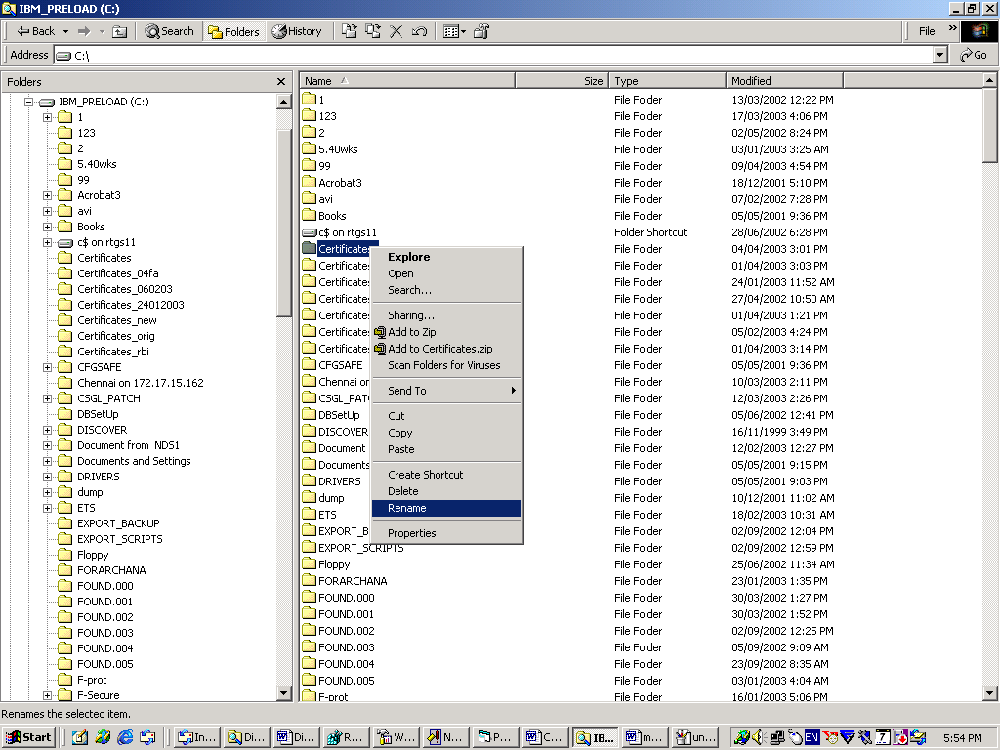 IBM_PRELOAD (C:)
Back Search Folders History File »
Address C:\ Go
Folders
IBM_PRELOAD (C:)
1
123
2
5.40wks
99
Acrobat3
avi
Books
c$ on rtgs11
Certificates
Certificates_04fa
Certificates_060203
Certificates_24012003
Certificates_new
Certificates_orig
Certificates_rbi
CFGSAFE
Chennai on 172.17.15.162
CSGL_PATCH
DBSetUp
DISCOVER
Document from NDS1
Documents and Settings
DRIVERS
dump
ETS
EXPORT_BACKUP
EXPORT_SCRIPTS
Floppy
FORARCHANA
FOUND.000
FOUND.001
FOUND.002
FOUND.003
FOUND.004
FOUND.005
F-prot
F-Secure
Name Size Type Modified
1 File Folder 13/03/2002 12:22 PM
123 File Folder 17/03/2003 4:06 PM
2 File Folder 02/05/2002 8:24 PM
5.40wks File Folder 03/01/2003 3:25 AM
99 File Folder 09/04/2003 4:54 PM
Acrobat3 File Folder 18/12/2001 5:10 PM
avi File Folder 07/02/2002 7:28 PM
Books File Folder 05/05/2001 9:36 PM
c$ on rtgs11 Folder Shortcut 28/06/2002 6:28 PM
Certificates File Folder 04/04/2003 3:01 PM
Certificates File Folder 01/04/2003 3:03 PM
Certificates File Folder 24/01/2003 11:52 AM
Certificates File Folder 27/04/2002 10:50 AM
Certificates File Folder 01/04/2003 1:21 PM
Certificates File Folder 05/02/2003 4:24 PM
Certificates File Folder 01/04/2003 3:14 PM
CFGSAFE File Folder 05/05/2001 9:36 PM
Chennai or File Folder 10/03/2003 2:11 PM
CSGL_PAT File Folder 12/03/2003 2:26 PM
DBSetUp File Folder 05/06/2002 12:41 PM
DISCOVER File Folder 16/11/1999 3:49 PM
Document File Folder 12/02/2003 12:27 PM
Documents File Folder 05/05/2001 9:15 PM
DRIVERS File Folder 05/05/2001 9:03 PM
dump File Folder 10/12/2001 11:02 AM
ETS File Folder 18/02/2003 10:31 AM
EXPORT_B File Folder 02/09/2002 12:04 PM
EXPORT_SCRIPTS File Folder 02/09/2002 12:59 PM
Floppy File Folder 25/06/2002 11:34 AM
FORARCHANA File Folder 23/01/2003 1:35 PM
FOUND.000 File Folder 30/03/2002 1:27 PM
FOUND.001 File Folder 30/03/2002 1:52 PM
FOUND.002 File Folder 02/09/2002 12:25 PM
FOUND.003 File Folder 05/09/2002 9:09 AM
FOUND.004 File Folder 23/09/2002 8:35 AM
FOUND.005 File Folder 03/01/2003 4:04 AM
F-prot File Folder 16/01/2003 5:06 PM
Explore
Open
Search...
Sharing...
Add to Zip
Add to Certificates.zip
Scan Folders for Viruses
Send To
Cut
Copy
Paste
Create Shortcut
Delete
Rename
Properties
Renames the selected item.
Start In... Di... Di... Re... W... N... P... C... IB... m... un... EN 7 5:54 PM